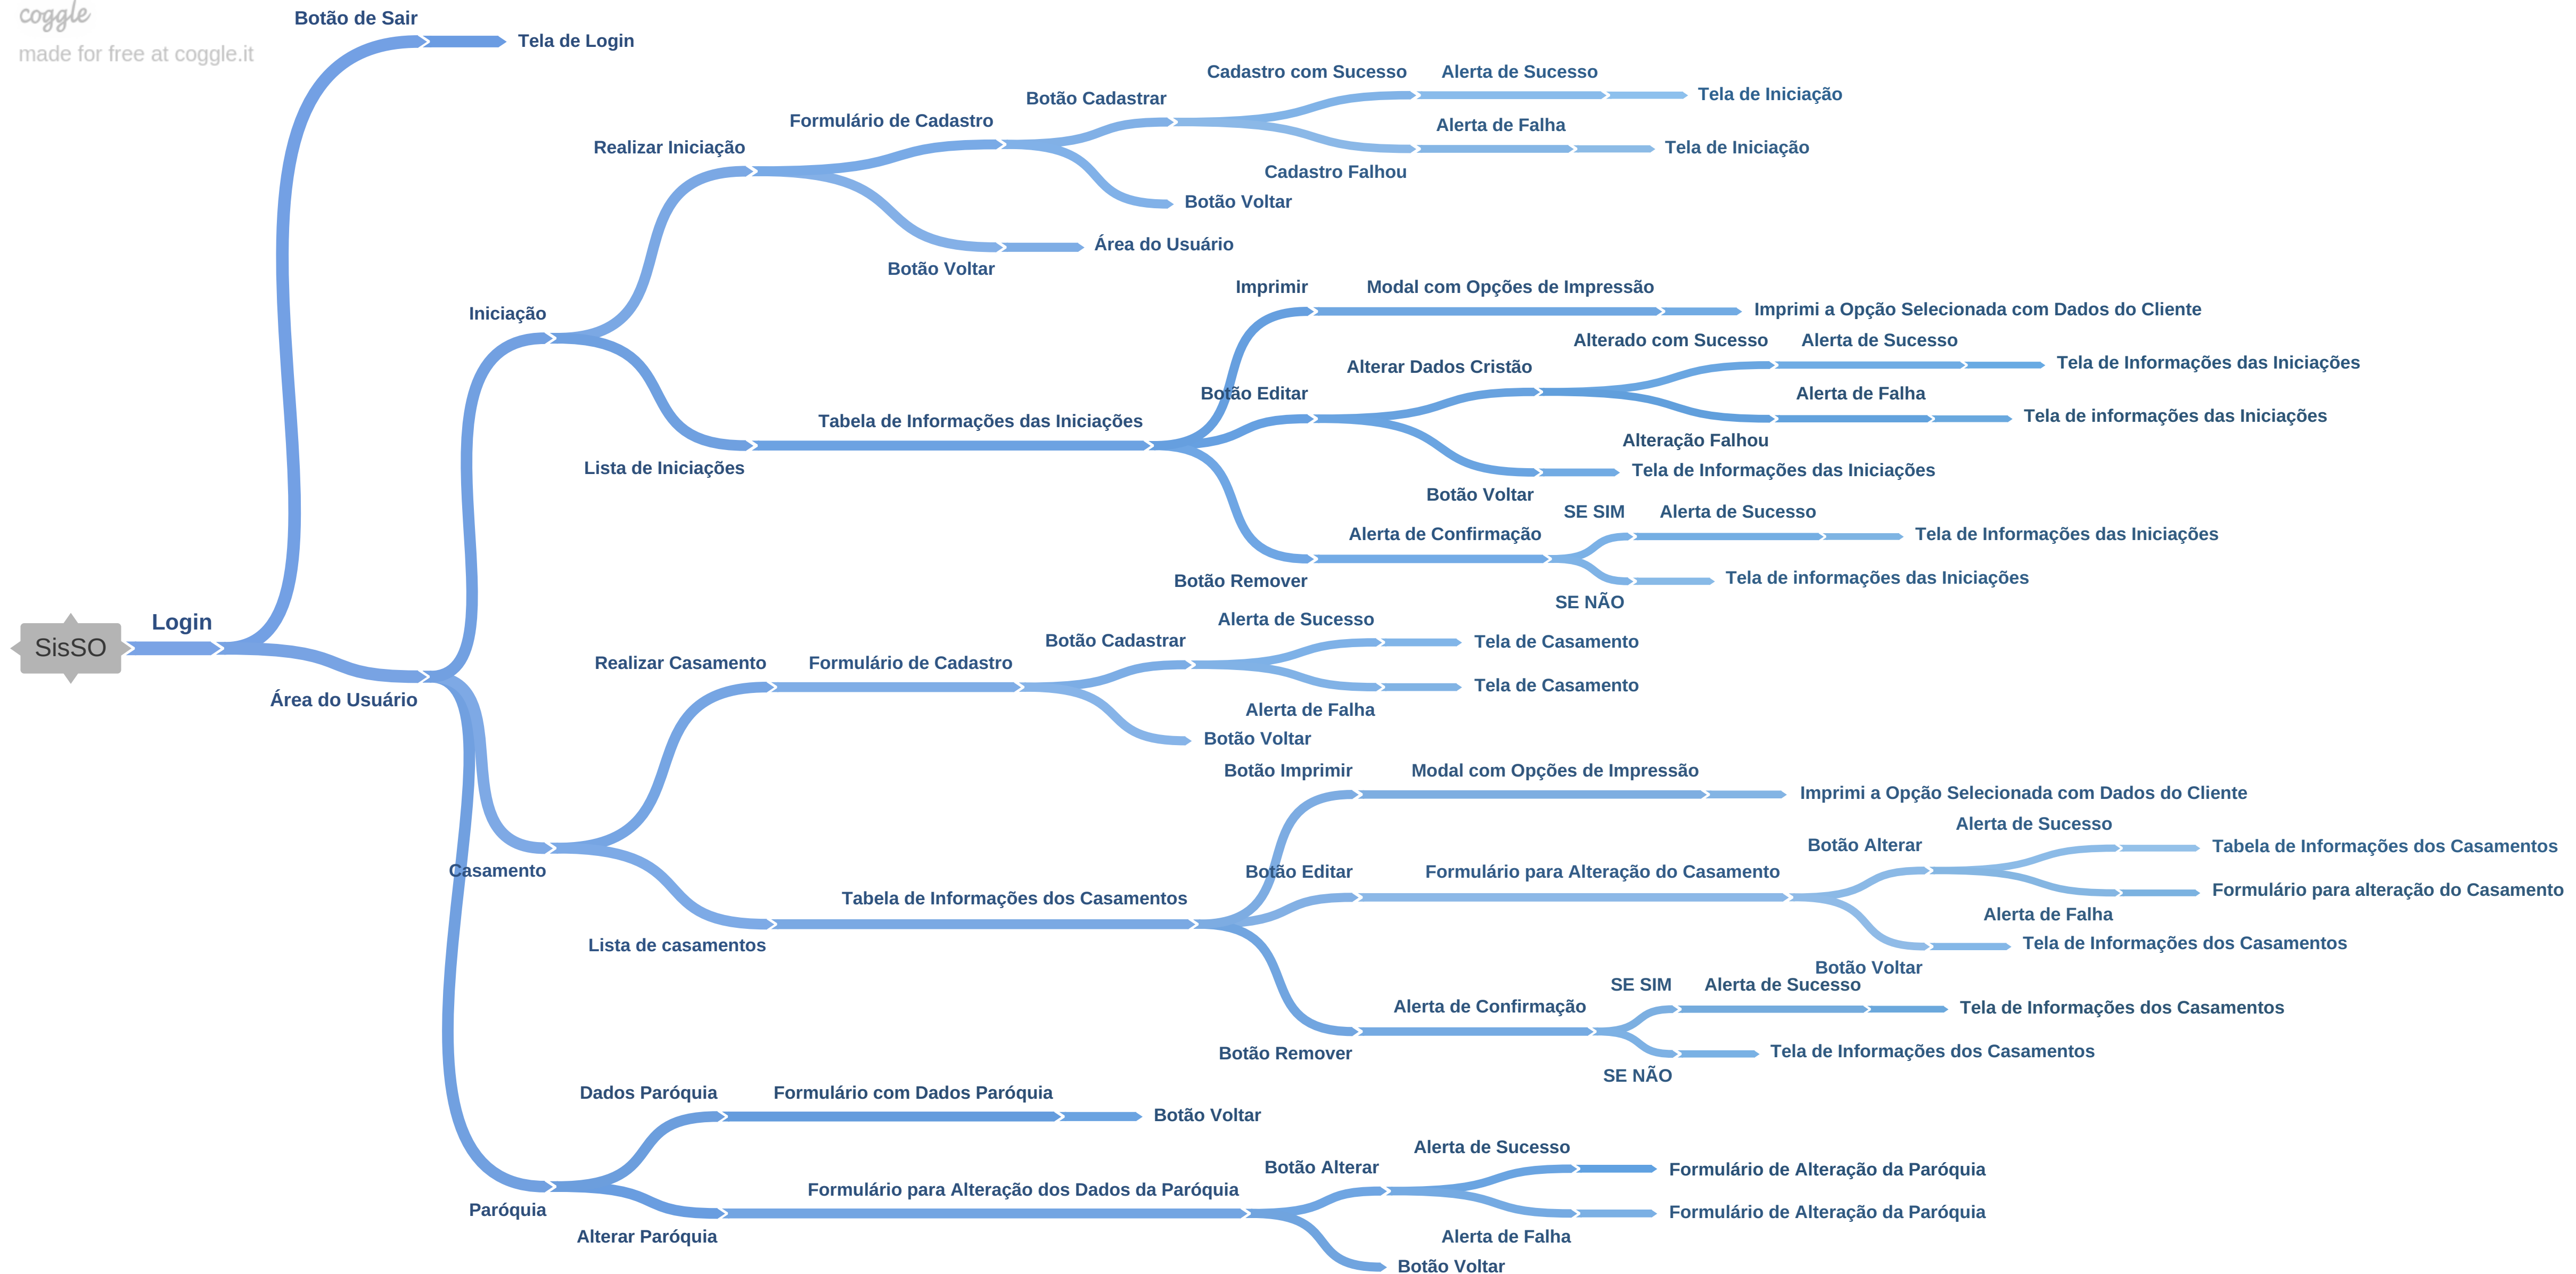 coggle
made for free at coggle.it
Botão de Sair
Tela de Login
Cadastro com Sucesso
Alerta de Sucesso
Tela de Iniciação
Botão Cadastrar
Formulário de Cadastro
Alerta de Falha
Realizar Iniciação
Tela de Iniciação
Cadastro Falhou
Botão Voltar
Área do Usuário
Botão Voltar
Imprimir
Modal com Opções de Impressão
Imprimi a Opção Selecionada com Dados do Cliente
Iniciação
Alterado com Sucesso
Alerta de Sucesso
Tela de Informações das Iniciações
Alterar Dados Cristão
Botão Editar
Alerta de Falha
Tela de informações das Iniciações
Tabela de Informações das Iniciações
Alteração Falhou
Lista de Iniciações
Tela de Informações das Iniciações
Botão Voltar
SE SIM
Alerta de Sucesso
Alerta de Confirmação
Tela de Informações das Iniciações
Botão Remover
Tela de informações das Iniciações
SE NÃO
Login
SisSO
Área do Usuário
Alerta de Sucesso
Botão Cadastrar
Tela de Casamento
Realizar Casamento
Formulário de Cadastro
Tela de Casamento
Alerta de Falha
Botão Voltar
Botão Imprimir
Modal com Opções de Impressão
Imprimi a Opção Selecionada com Dados do Cliente
Alerta de Sucesso
Botão Alterar
Tabela de Informações dos Casamentos
Casamento
Botão Editar
Formulário para Alteração do Casamento
Formulário para alteração do Casamento
Tabela de Informações dos Casamentos
Alerta de Falha
Lista de casamentos
Tela de Informações dos Casamentos
Botão Voltar
SE SIM
Alerta de Sucesso
Alerta de Confirmação
Tela de Informações dos Casamentos
Botão Remover
Tela de Informações dos Casamentos
SE NÃO
Dados Paróquia
Formulário com Dados Paróquia
Botão Voltar
Alerta de Sucesso
Botão Alterar
Formulário de Alteração da Paróquia
Formulário para Alteração dos Dados da Paróquia
Paróquia
Formulário de Alteração da Paróquia
Alterar Paróquia
Alerta de Falha
Botão Voltar